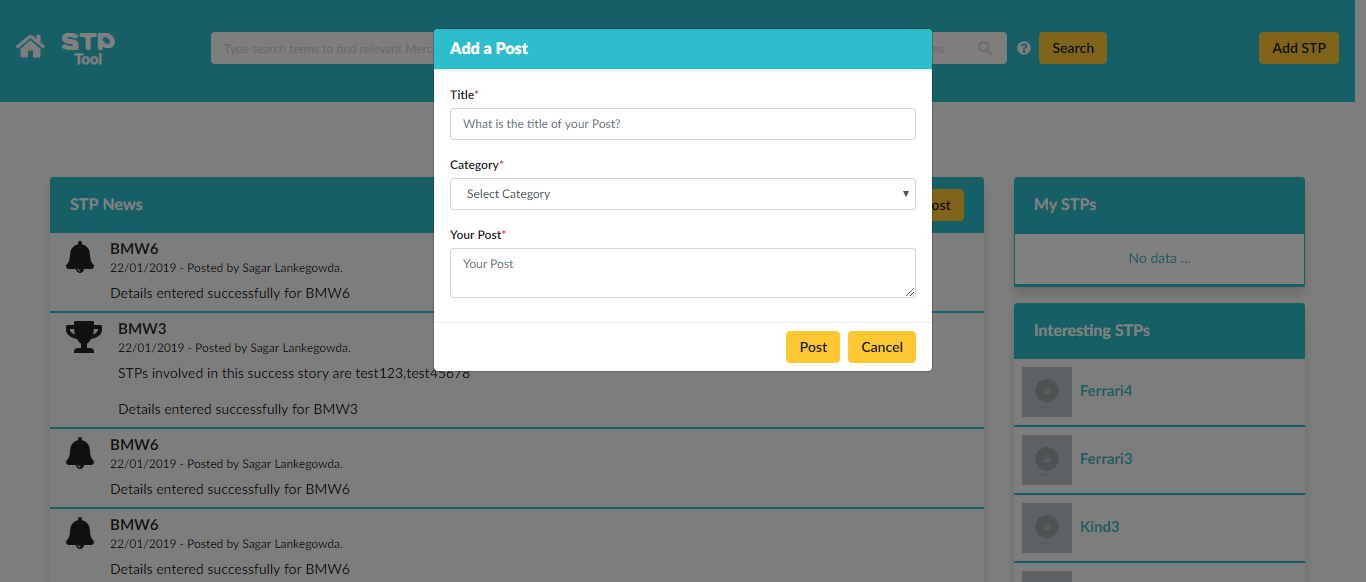 STP
Tool
Type search terms to find relevant Merc
ms
?
Search
Add STP
Add a Post
Title*
What is the title of your Post?
Category*
Select Category
Your Post*
Your Post
Post
Cancel
STP News
ost
BMW6
22/01/2019 - Posted by Sagar Lankegowda.
Details entered successfully for BMW6
BMW3
22/01/2019 - Posted by Sagar Lankegowda.
STPs involved in this success story are test123,test45678
Details entered successfully for BMW3
BMW6
22/01/2019 - Posted by Sagar Lankegowda.
Details entered successfully for BMW6
BMW6
22/01/2019 - Posted by Sagar Lankegowda.
Details entered successfully for BMW6
My STPs
No data ...
Interesting STPs
Ferrari4
Ferrari3
Kind3